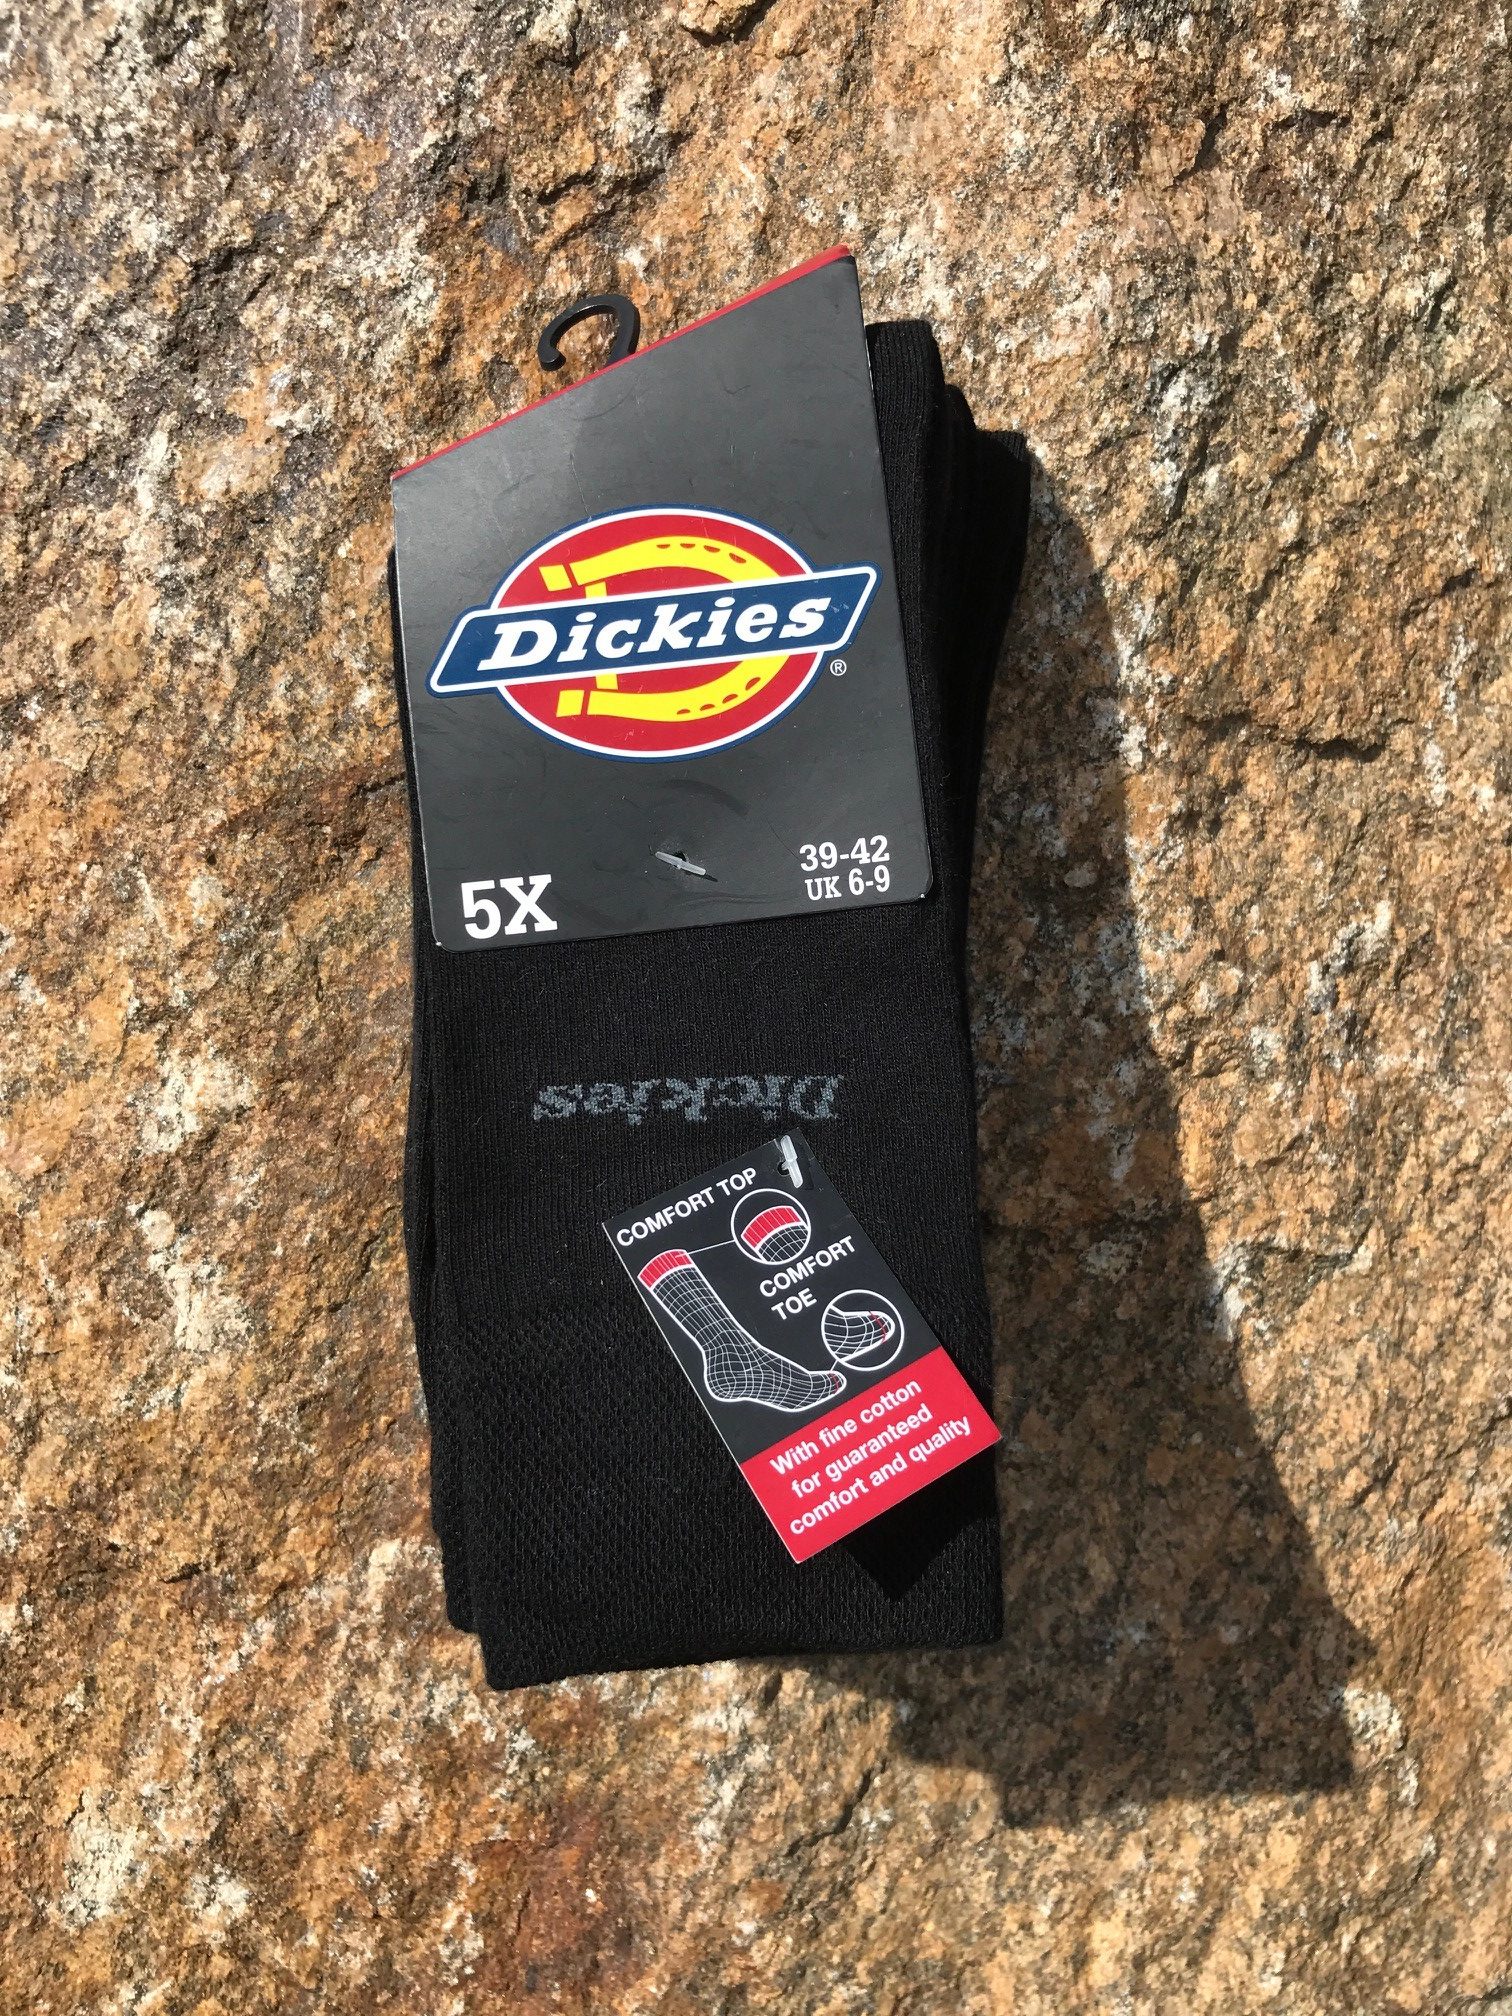 Dickies
®
5X
39-42
UK 6-9
Dickies
COMFORT TOP
COMFORT
TOE
With fine cotton
for guaranteed
comfort and quality